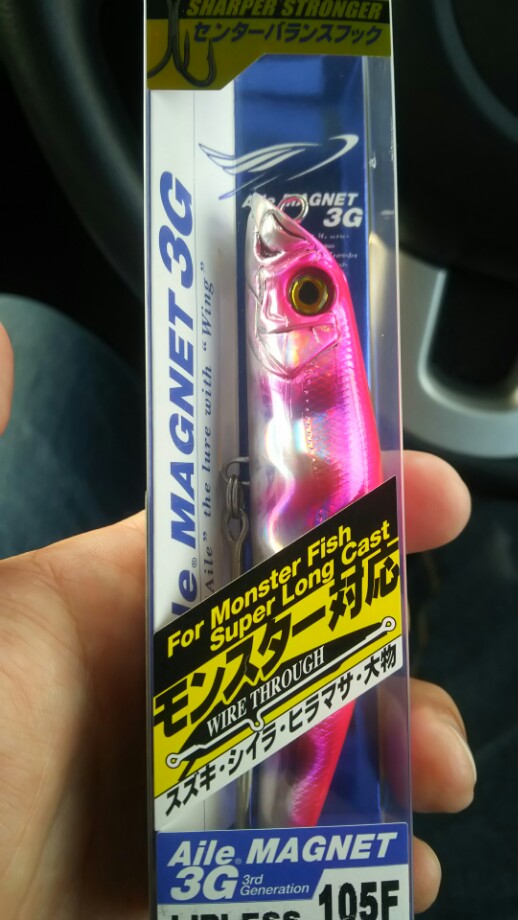 SHARPER STRONGER
センターバランスフック
Aile MAGNET
3G
Aile® MAGNET 3G
"Aile" the lure with "Wing"
For Monster Fish
Super Long Cast
モンスター対応
WIRE THROUGH
スズキ・シイラ・ヒラマサ・大物
Aile® MAGNET
3G 3rd Generation
LIPLESS 105F